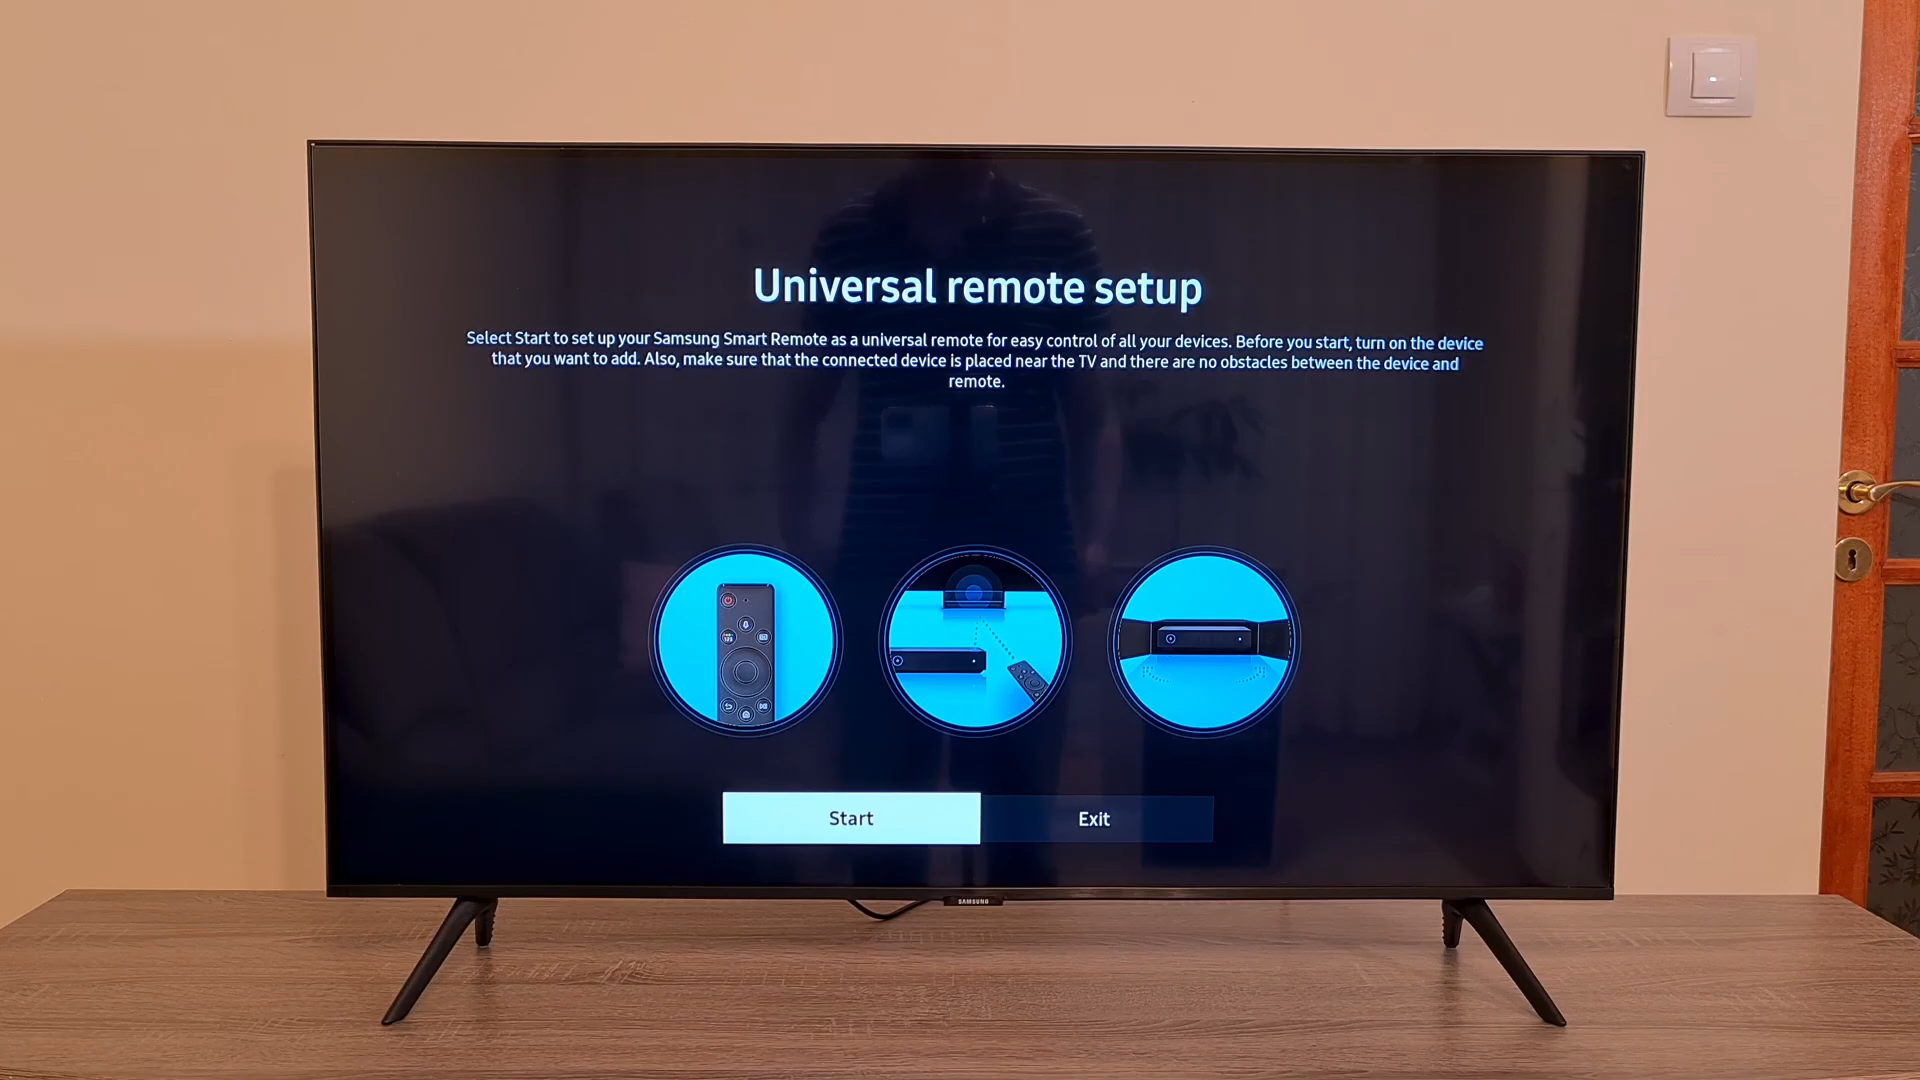 Universal remote setup
Select Start to set up your Samsung Smart Remote as a universal remote for easy control of all your devices. Before you start, turn on the device
that you want to add. Also, make sure that the connected device is placed near the TV and there are no obstacles between the device and
remote.
Start
Exit
SAMSUNG